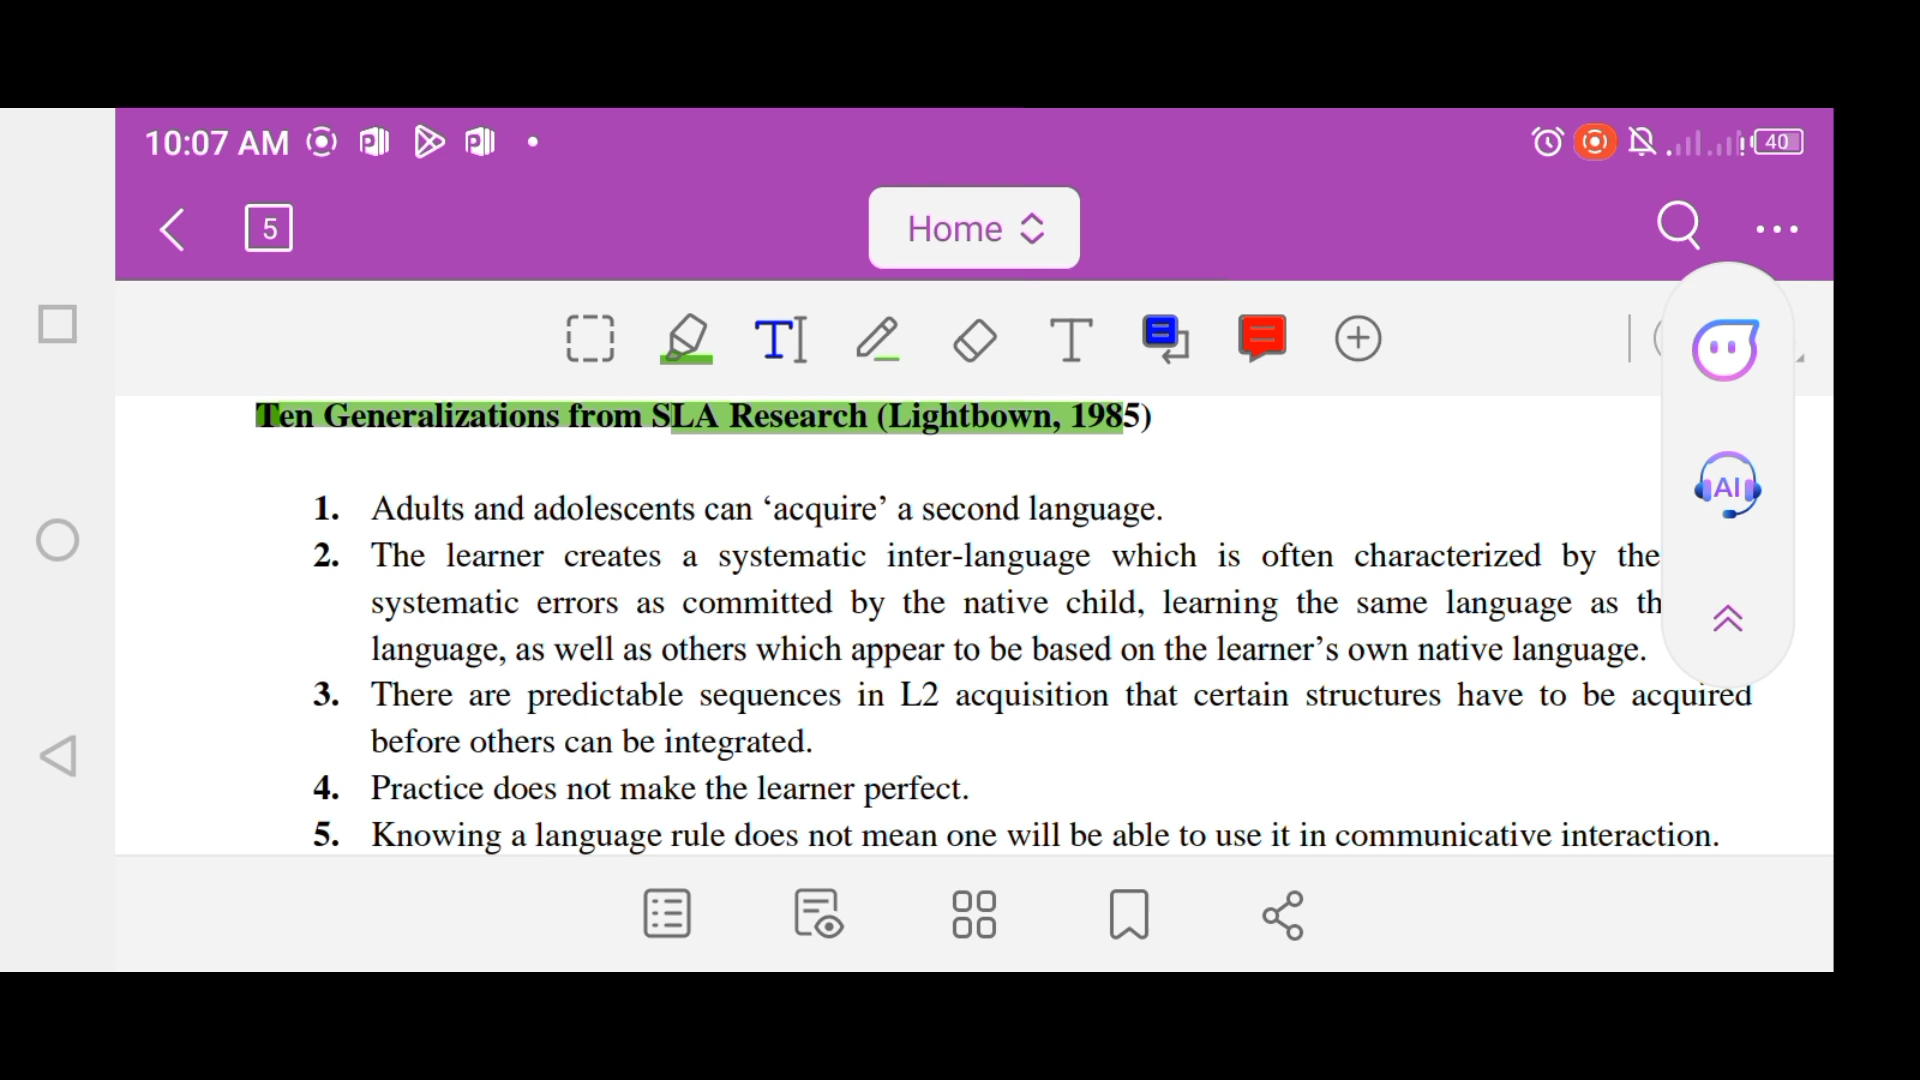 10:07 AM
40
5
Home
T
T
AI
Ten Generalizations from SLA Research (Lightbown, 1985)
1. Adults and adolescents can ‘acquire’ a second language.
2. The learner creates a systematic inter-language which is often characterized by the
systematic errors as committed by the native child, learning the same language as
language, as well as others which appear to be based on the learner’s own native language.
3. There are predictable sequences in L2 acquisition that certain structures have to be acquired
before others can be integrated.
4. Practice does not make the learner perfect.
5. Knowing a language rule does not mean one will be able to use it in communicative interaction.